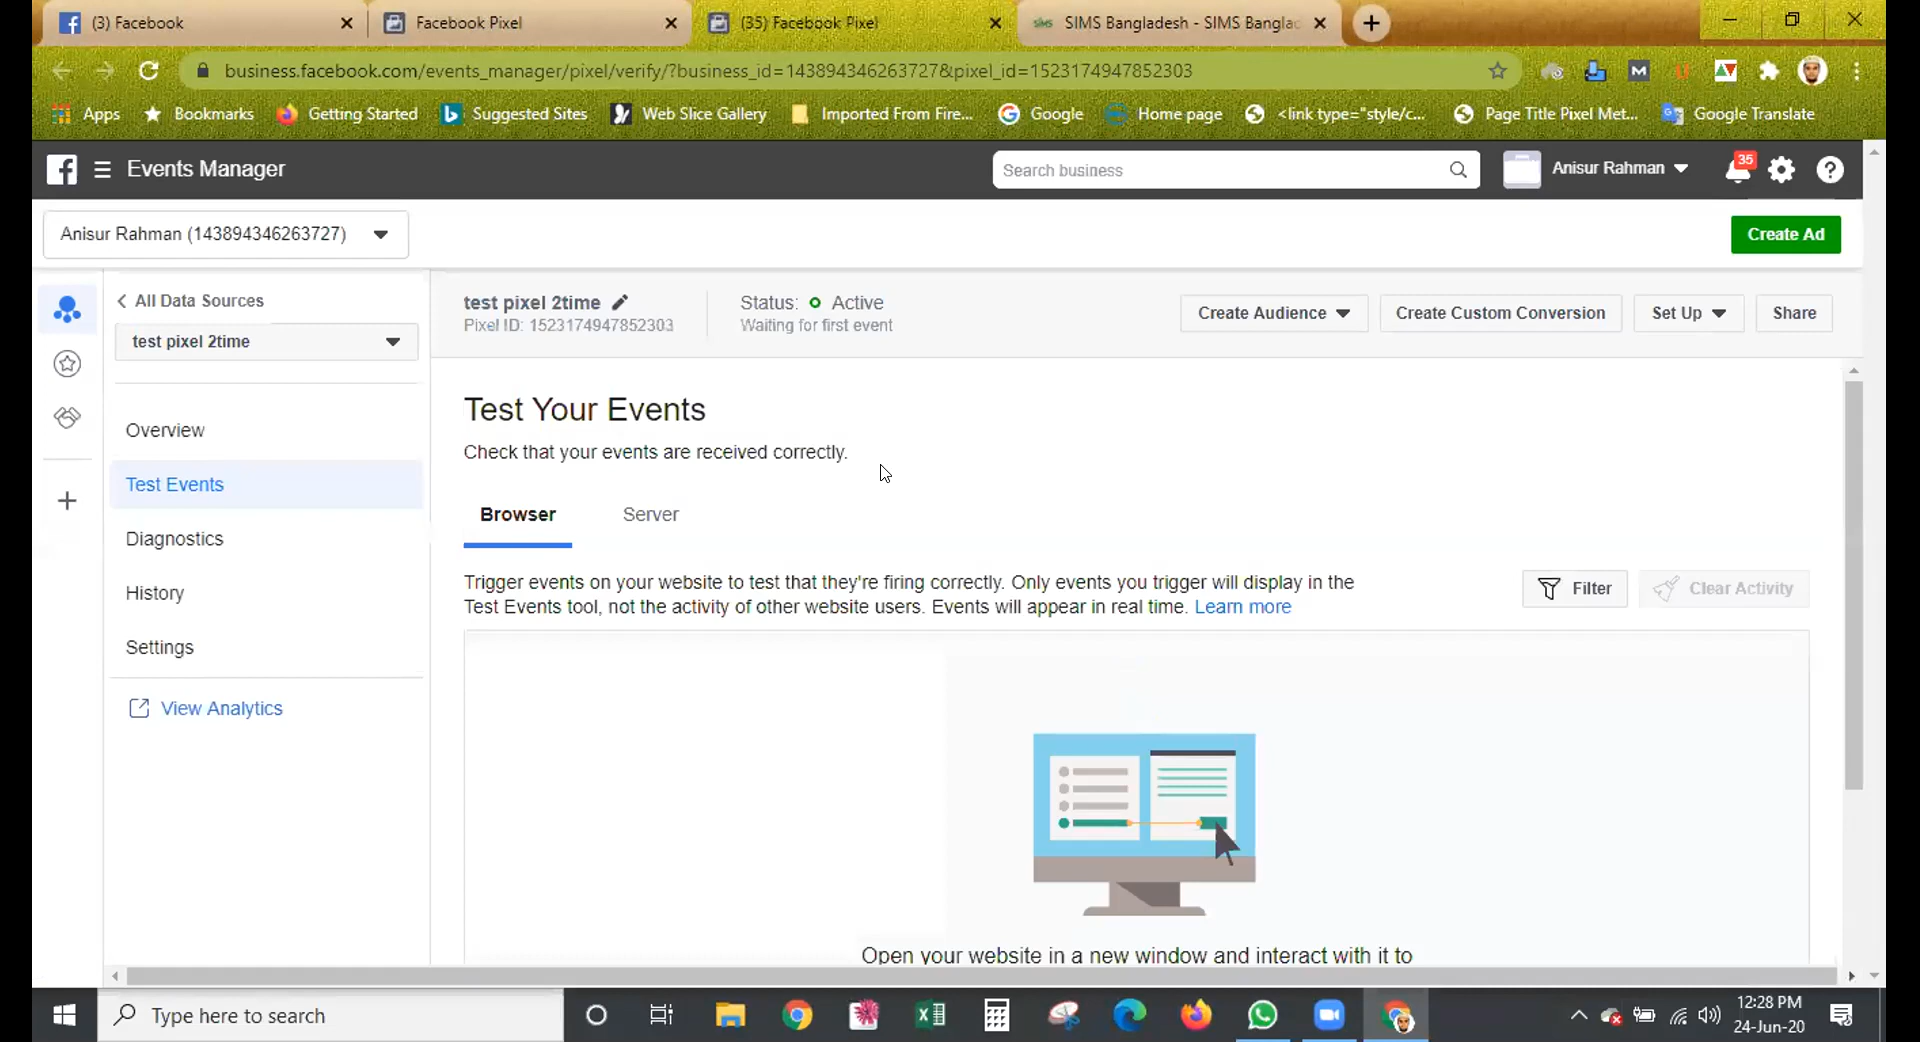 (3) Facebook
Facebook Pixel
(35) Facebook Pixel
SIMS Bangladesh - SIMS Banglac
business.facebook.com/events_manager/pixel/verify/?business_id=143894346263727&pixel_id=1523174947852303
Apps
Bookmarks
Getting Started
Suggested Sites
Web Slice Gallery
Imported From Fire...
Google
Home page
<link type="style/c...
Page Title Pixel Met...
Google Translate
Events Manager
Search business
Anisur Rahman
35
Anisur Rahman (143894346263727)
Create Ad
All Data Sources
test pixel 2time
Overview
Test Events
Diagnostics
History
Settings
View Analytics
test pixel 2time
Pixel ID: 1523174947852303
Status: Active
Waiting for first event
Create Audience
Create Custom Conversion
Set Up
Share
Test Your Events
Check that your events are received correctly.
Browser
Server
Trigger events on your website to test that they're firing correctly. Only events you trigger will display in the
Test Events tool, not the activity of other website users. Events will appear in real time. Learn more
Filter
Clear Activity
Open your website in a new window and interact with it to
Type here to search
12:28 PM
24-Jun-20